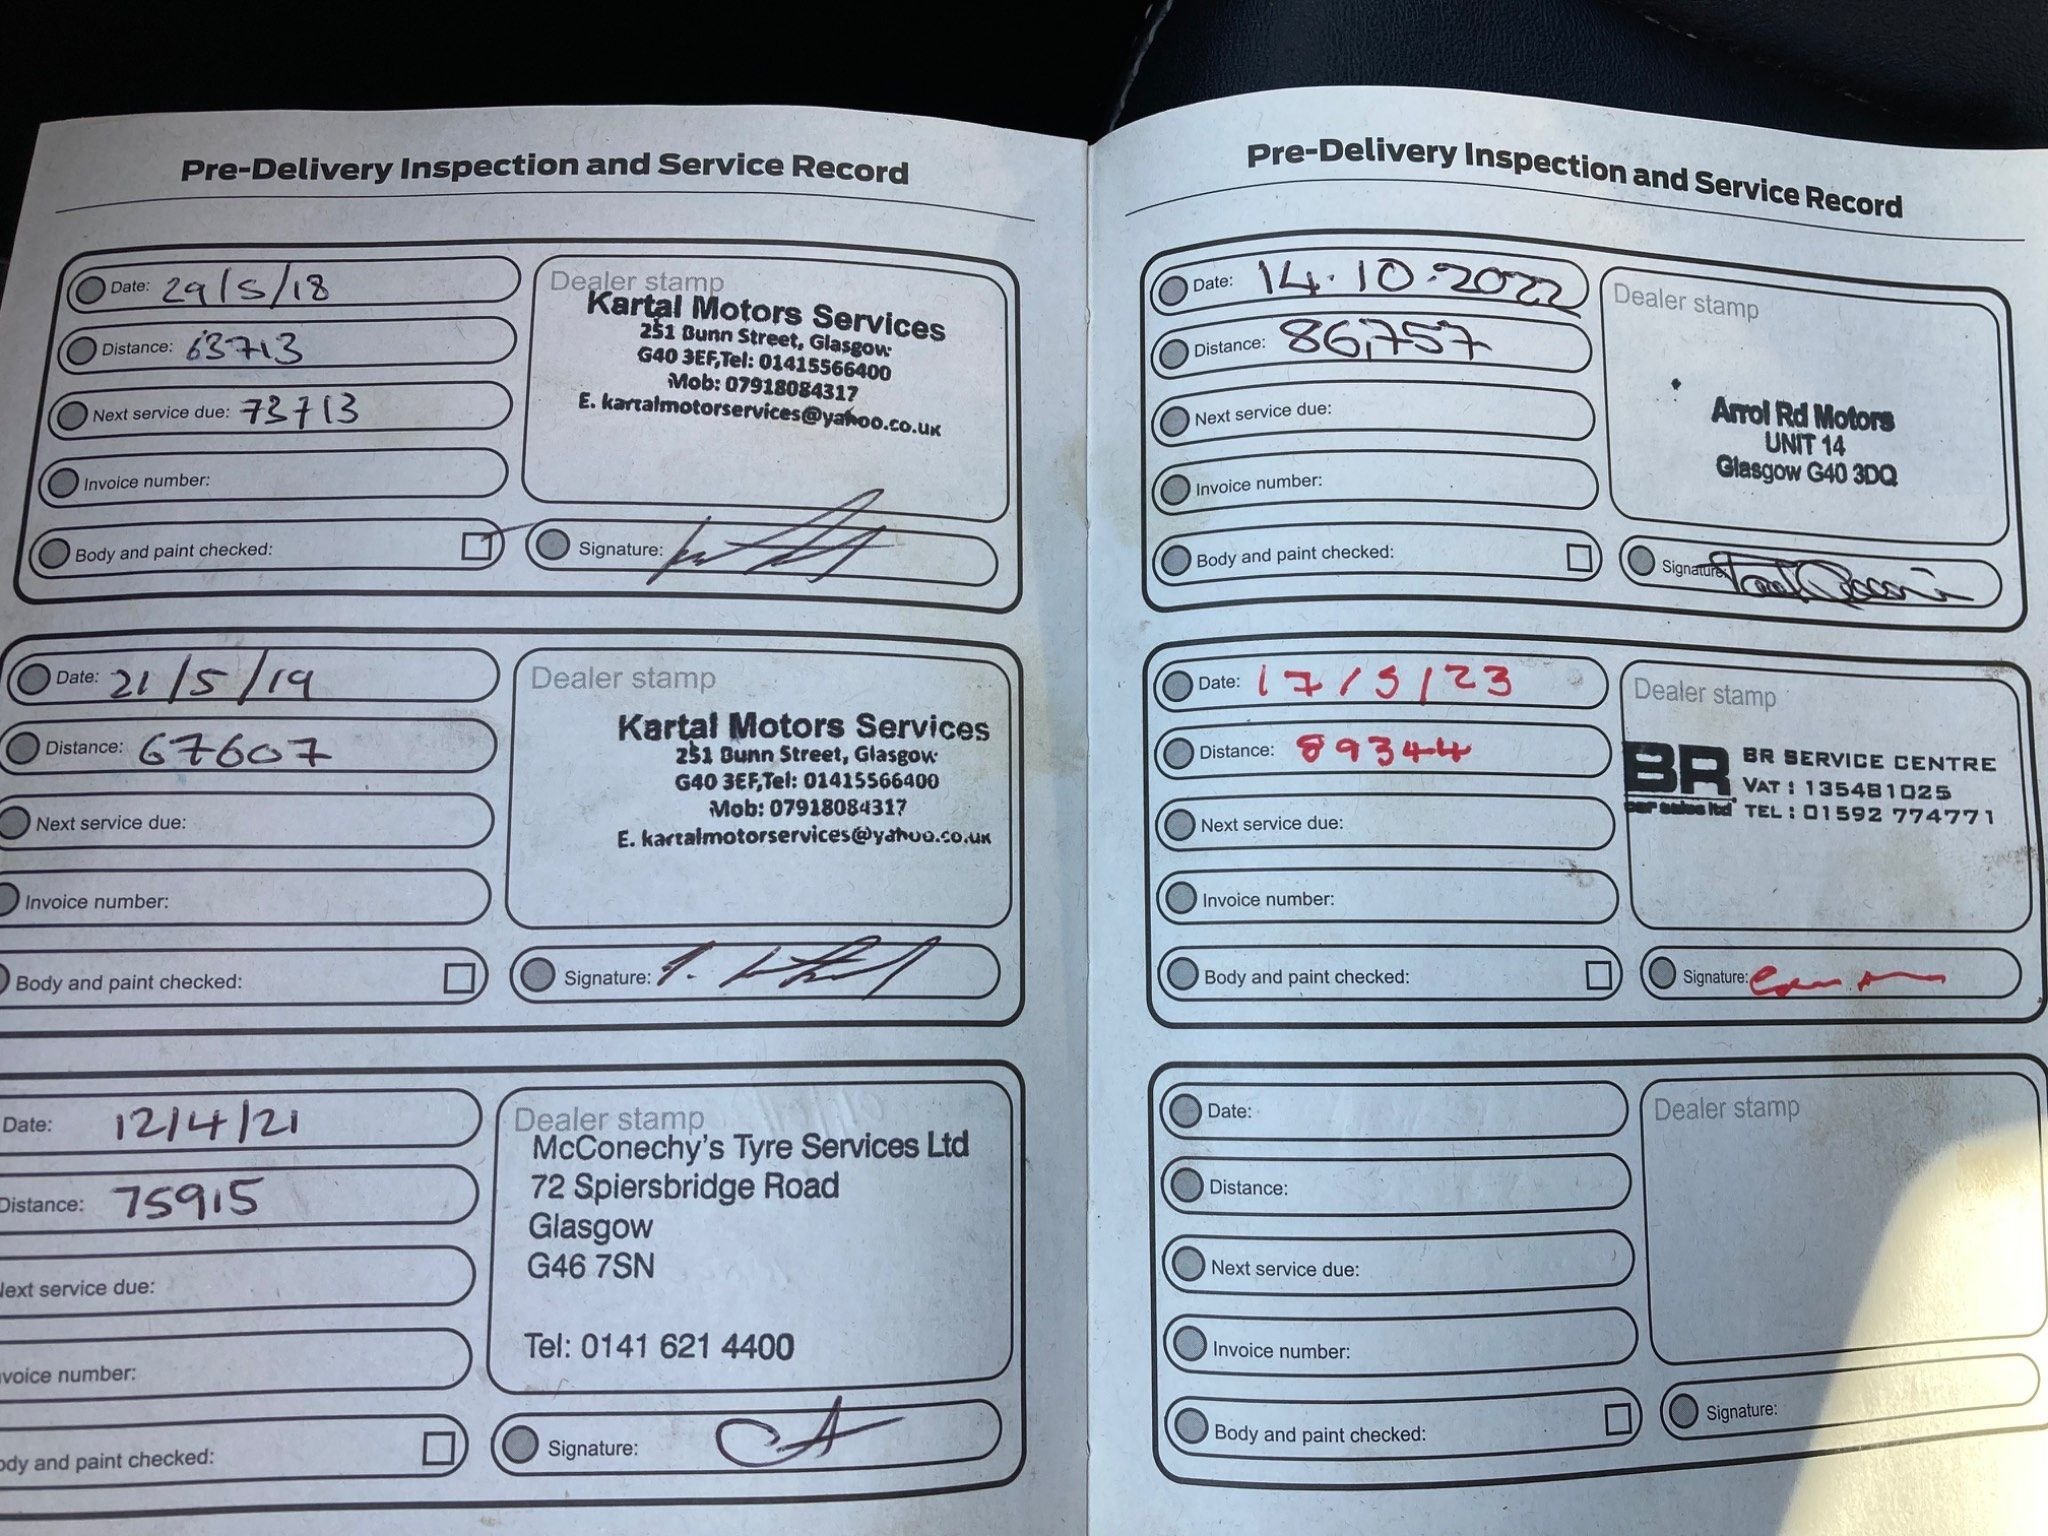 Pre-Delivery Inspection and Service Record
Date: 29/5/18
Distance: 63713
Next service due: 73713
Invoice number:
Body and paint checked:
Dealer stamp
Kartal Motors Services
251 Bunn Street, Glasgow
G40 3EF,Tel: 01415566400
Mob: 07918084317
E. kartalmotorservices@yahoo.co.uk
Signature:
Date: 21/5/19
Distance: 67607
Next service due:
Invoice number:
Body and paint checked:
Dealer stamp
Kartal Motors Services
251 Bunn Street, Glasgow
G40 3EF,Tel: 01415566400
Mob: 07918084317
E. kartalmotorservices@yahoo.co.uk
Signature:
Date: 12/4/21
Distance: 75915
Next service due:
nvoice number:
ody and paint checked:
Dealer stamp
McConechy's Tyre Services Ltd
72 Spiersbridge Road
Glasgow
G46 7SN
Tel: 0141 621 4400
Signature:
Pre-Delivery Inspection and Service Record
Date: 14.10.2022
Distance: 86,757
Next service due:
Invoice number:
Body and paint checked:
Dealer stamp
Arrol Rd Motors
UNIT 14
Glasgow G40 3DQ
Signature:
Date: 17/5/23
Distance: 89344
Next service due:
Invoice number:
Body and paint checked:
Dealer stamp
BR
car sales ltd
BR SERVICE CENTRE
VAT : 135481025
TEL : 01592 774771
Signature:
Date:
Distance:
Next service due:
Invoice number:
Body and paint checked:
Dealer stamp
Signature: